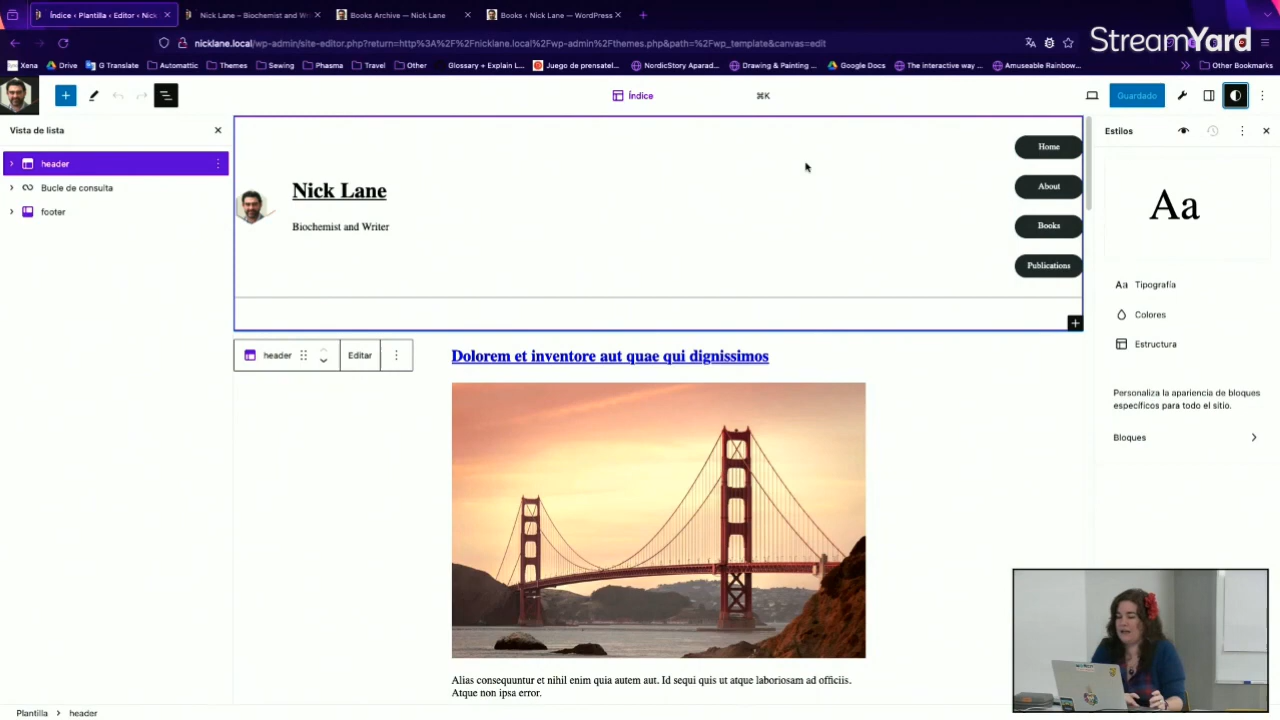 Índice ‹ Plantilla ‹ Editor ‹ Nick
Nick Lane – Biochemist and Wr
Books Archive — Nick Lane
Books ‹ Nick Lane — WordPress
nicklane.local/wp-admin/site-editor.php?return=http%3A%2F%2Fnicklane.local%2Fwp-admin%2Fthemes.php&path=%2Fwp_template&canvas=edit
StreamYard
Xena
Drive
G Translate
Automattic
Themes
Sewing
Phasma
Travel
Other
Glossary + Explain L...
Juego de prensatel...
NordicStory Aparad...
Drawing & Painting ...
Google Docs
The interactive way ...
Amuseable Rainbow...
Other Bookmarks
Índice
⌘K
Guardado
Vista de lista
header
Bucle de consulta
footer
Nick Lane
Biochemist and Writer
Home
About
Books
Publications
header
Editar
Dolorem et inventore aut quae qui dignissimos
Alias consequuntur et nihil enim quia autem aut. Id sequi quis ut atque laboriosam ad officiis.
Atque non ipsa error.
Estilos
Aa
Aa Tipografía
Colores
Estructura
Personaliza la apariencia de bloques
específicos para todo el sitio.
Bloques
Plantilla > header